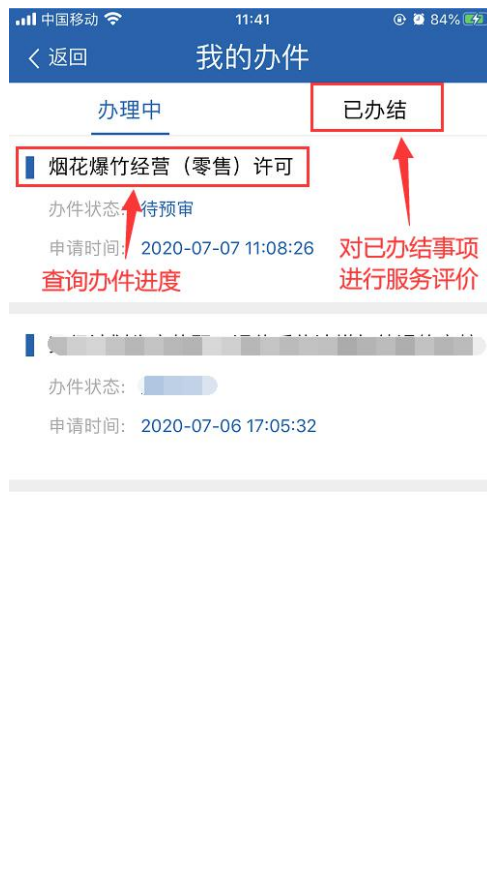 中国移动 11:41 84%
返回 我的办件
办理中 已办结
烟花爆竹经营（零售）许可
办件状态: 待预审
申请时间: 2020-07-07 11:08:26
对已办结事项
进行服务评价
查询办件进度
办件状态:
申请时间: 2020-07-06 17:05:32